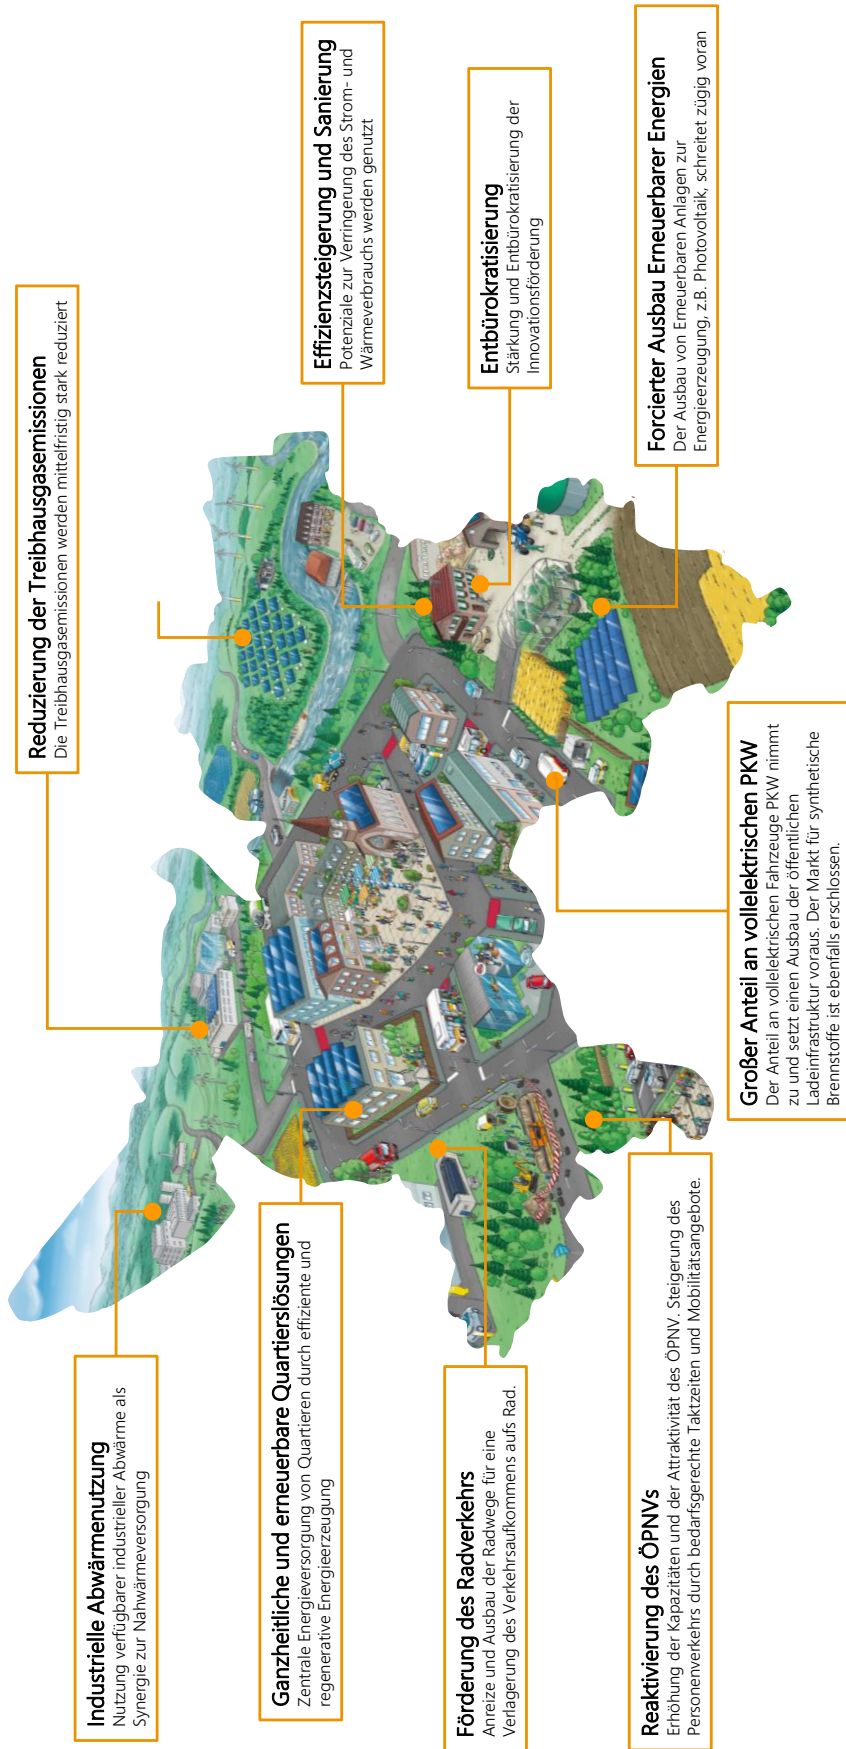 Industrielle Abwärmenutzung
Nutzung verfügbarer industrieller Abwärme als
Synergie zur Nahwärmeversorgung
Reduzierung der Treibhausgasemissionen
Die Treibhausgasemissionen werden mittelfristig stark reduziert
Ganzheitliche und erneuerbare Quartierslösungen
Zentrale Energieversorgung von Quartieren durch effiziente und
regenerative Energieerzeugung
Effizienzsteigerung und Sanierung
Potenziale zur Verringerung des Strom- und
Wärmeverbrauchs werden genutzt
Förderung des Radverkehrs
Anreize und Ausbau der Radwege für eine
Verlagerung des Verkehrsaufkommens aufs Rad.
Entbürokratisierung
Stärkung und Entbürokratisierung der
Innovationsförderung
Reaktivierung des ÖPNVs
Erhöhung der Kapazitäten und der Attraktivität des ÖPNV. Steigerung des
Personenverkehrs durch bedarfsgerechte Taktzeiten und Mobilitätsangebote.
Großer Anteil an vollelektrischen PKW
Der Anteil an vollelektrischen Fahrzeuge PKW nimmt
zu und setzt einen Ausbau der öffentlichen
Ladeinfrastruktur voraus. Der Markt für synthetische
Brennstoffe ist ebenfalls erschlossen.
Forcierter Ausbau Erneuerbarer Energien
Der Ausbau von Erneuerbaren Anlagen zur
Energieerzeugung, z.B. Photovoltaik, schreitet zügig voran